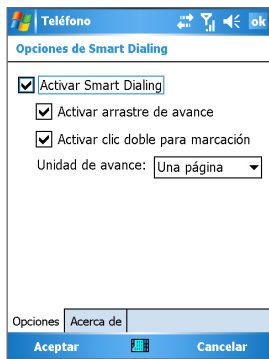 Teléfono
ok
Opciones de Smart Dialing
Activar Smart Dialing
Activar arrastre de avance
Activar clic doble para marcación
Unidad de avance: Una página
Opciones Acerca de
Aceptar Cancelar